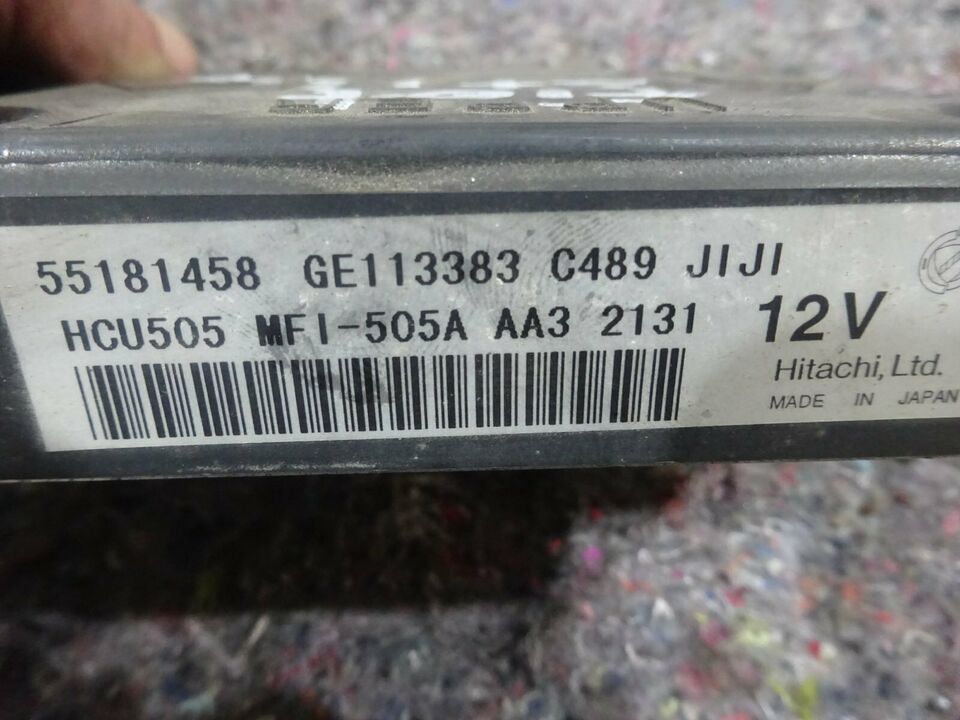 55181458 GE113383 C489 JIJI
HCU505 MFI-505A AA3 2131
12V
Hitachi, Ltd.
MADE IN JAPAN